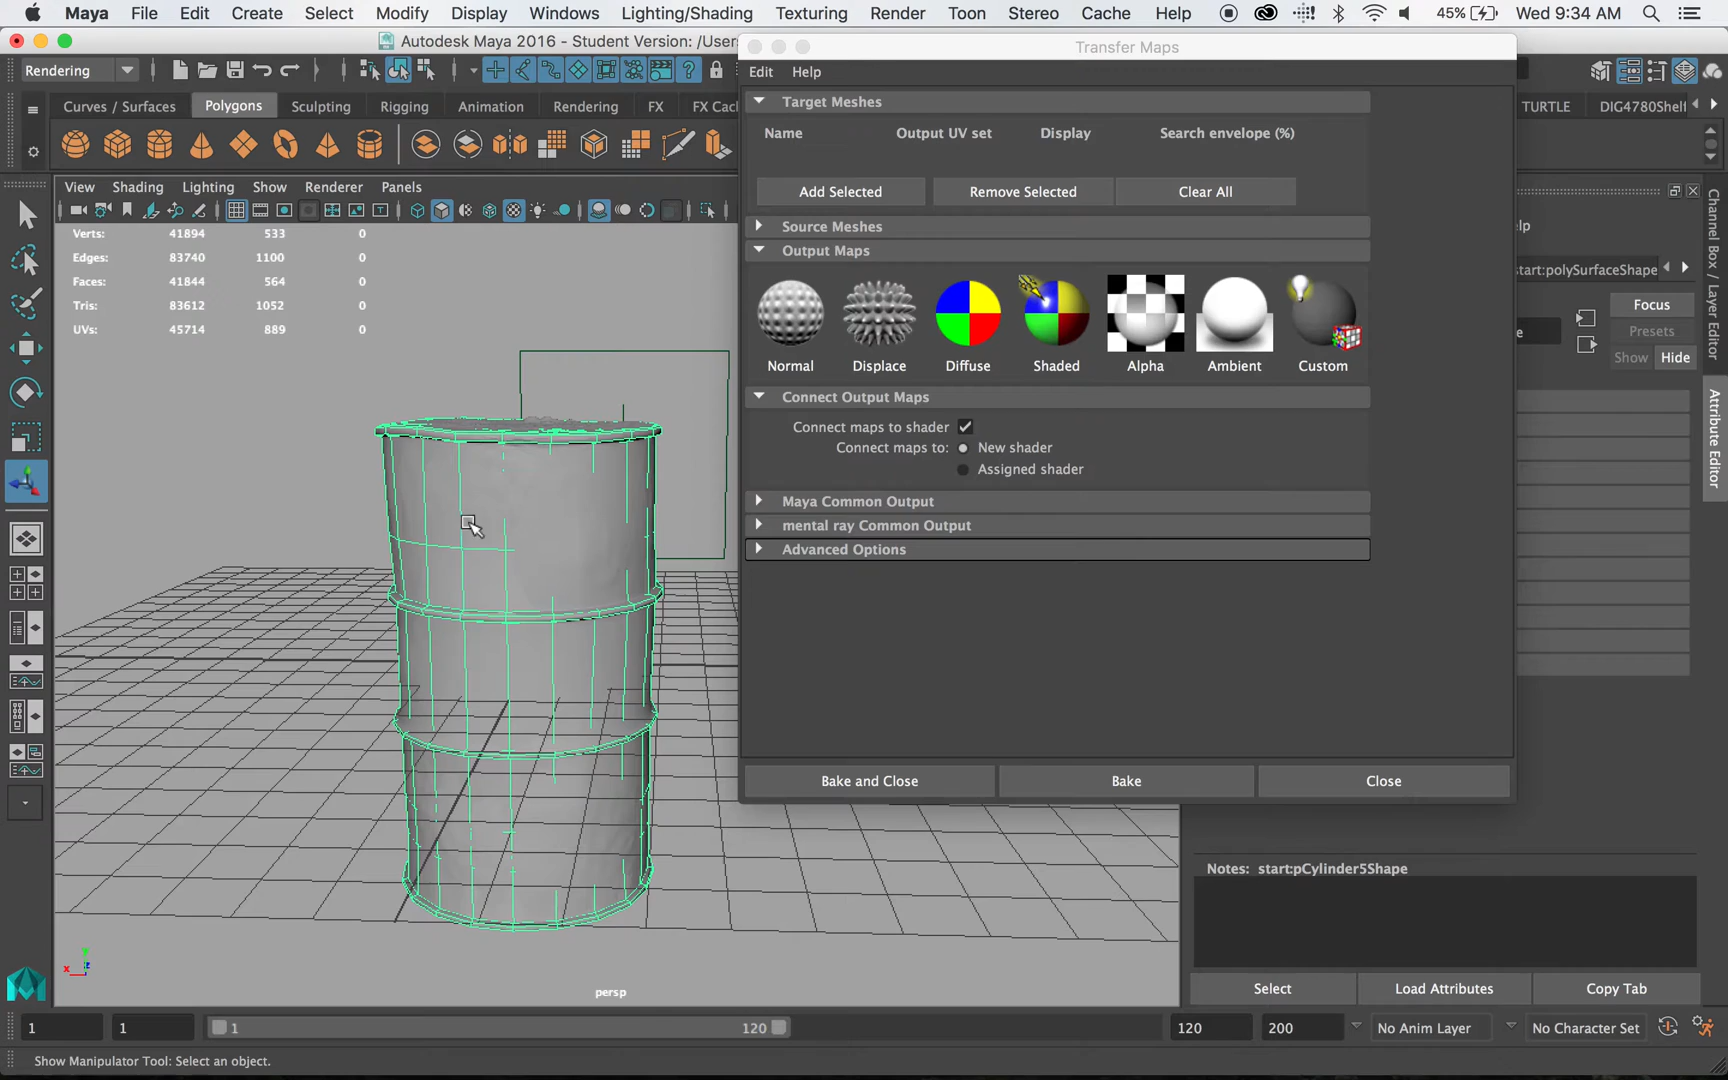 Maya File Edit Create Select Modify Display Windows Lighting/Shading Texturing Render Toon Stereo Cache Help 45% Wed 9:34 AM
Autodesk Maya 2016 - Student Version: /Users
Transfer Maps
Rendering
Edit Help
Curves / Surfaces Polygons Sculpting Rigging Animation Rendering FX FX Cac TURTLE DIG4780Shelf
Target Meshes
Name Output UV set Display Search envelope (%)
View Shading Lighting Show Renderer Panels
Add Selected Remove Selected Clear All
Channel Box / Layer Editor
Attribute Editor
Verts: 41894 533 0
Edges: 83740 1100 0
Faces: 41844 564 0
Tris: 83612 1052 0
UVs: 45714 889 0
Source Meshes
elp
Output Maps
tart:polySurfaceShape
Focus
Presets
Show Hide
Normal Displace Diffuse Shaded Alpha Ambient Custom
Connect Output Maps
Connect maps to shader
Connect maps to: New shader
Assigned shader
Maya Common Output
mental ray Common Output
Advanced Options
Bake and Close Bake Close
Notes: start:pCylinder5Shape
persp
Select Load Attributes Copy Tab
1 1 1 120 120 200 No Anim Layer No Character Set
Show Manipulator Tool: Select an object.